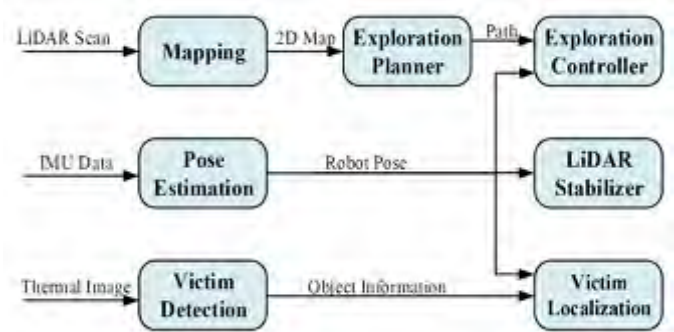 LiDAR Scan
Mapping
2D Map
Exploration
Planner
Path
Exploration
Controller
IMU Data
Pose
Estimation
Robot Pose
LiDAR
Stabilizer
Thermal Image
Victim
Detection
Object Information
Victim
Localization